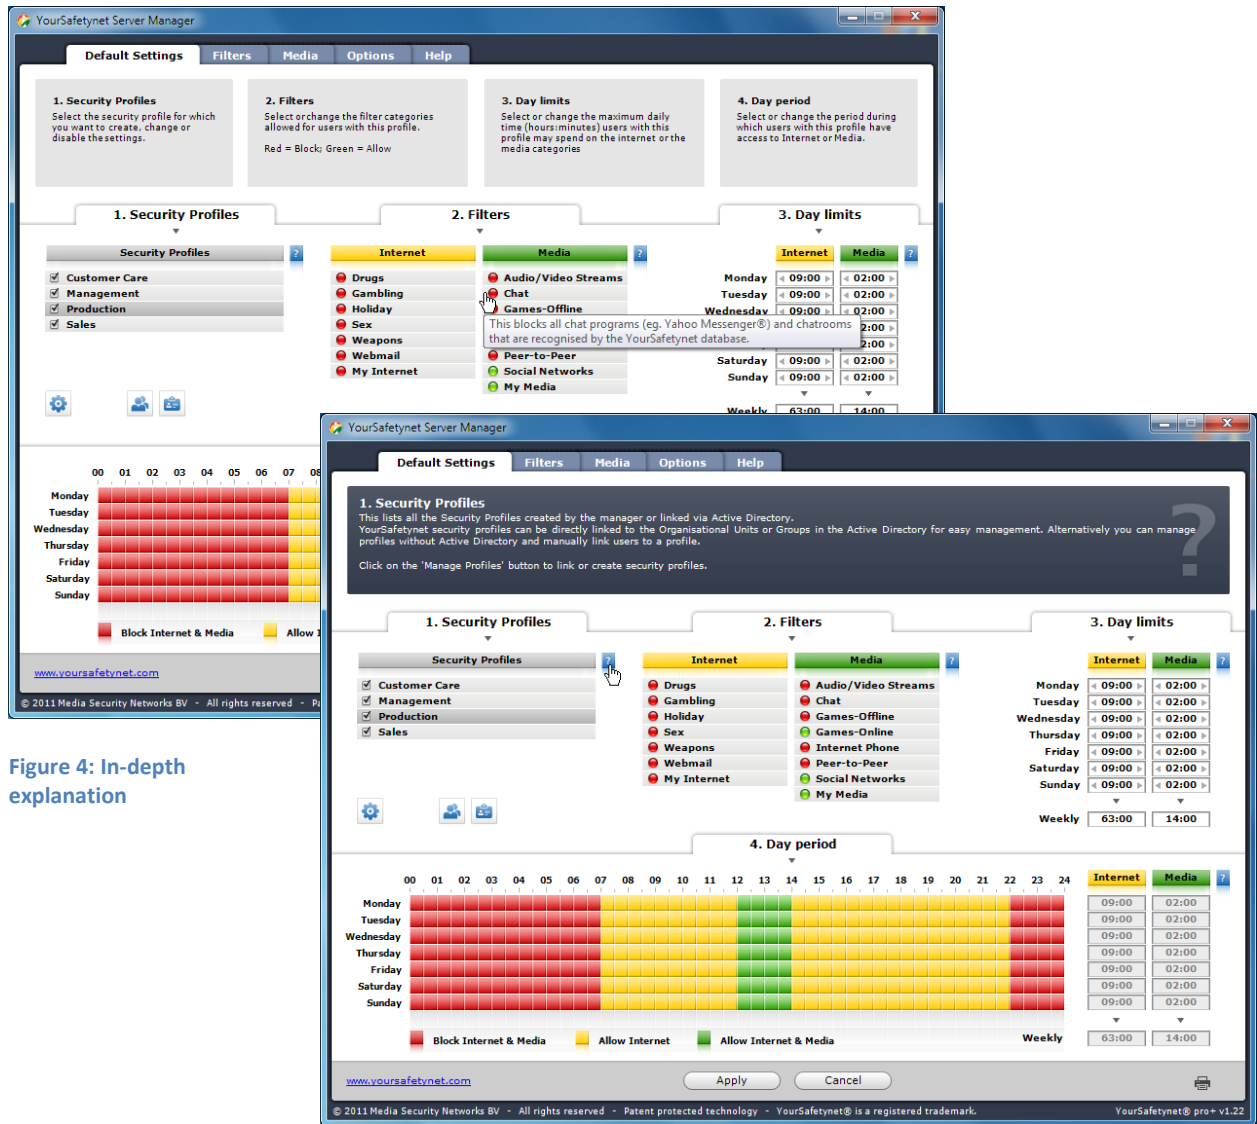 YourSafetynet Server Manager
Default Settings Filters Media Options Help
1. Security Profiles
Select the security profile for which
you want to create, change or
disable the settings.
2. Filters
Select or change the filter categories
allowed for users with this profile.
Red = Block; Green = Allow
3. Day limits
Select or change the maximum daily
time (hours:minutes) users with this
profile may spend on the internet or the
media categories
4. Day period
Select or change the period during
which users with this profile have
access to Internet or Media.
1. Security Profiles 2. Filters 3. Day limits
Security Profiles ? Internet Media ? Internet Media ?
Customer Care
Management
Production
Sales
Drugs
Gambling
Holiday
Sex
Weapons
Webmail
My Internet
Audio/Video Streams
Chat
Games-Offline
This blocks all chat programs (eg. Yahoo Messenger®) and chatrooms
that are recognised by the YourSafetynet database.
Peer-to-Peer
Social Networks
My Media
Monday 09:00 02:00
Tuesday 09:00 02:00
Wednesday 09:00 02:00
2:00
2:00
Saturday 09:00 02:00
Sunday 09:00 02:00
Weekly 63:00 14:00
00 01 02 03 04 05 06 07 08
Monday
Tuesday
Wednesday
Thursday
Friday
Saturday
Sunday
Block Internet & Media Allow I
www.yoursafetynet.com
© 2011 Media Security Networks BV - All rights reserved - Pa
Figure 4: In-depth
explanation
YourSafetynet Server Manager
Default Settings Filters Media Options Help
1. Security Profiles
This lists all the Security Profiles created by the manager or linked via Active Directory.
YourSafetynet security profiles can be directly linked to the Organisational Units or Groups in the Active Directory for easy management. Alternatively you can manage
profiles without Active Directory and manually link users to a profile.
Click on the 'Manage Profiles' button to link or create security profiles.
?
1. Security Profiles 2. Filters 3. Day limits
Security Profiles ? Internet Media ? Internet Media ?
Customer Care
Management
Production
Sales
Drugs
Gambling
Holiday
Sex
Weapons
Webmail
My Internet
Audio/Video Streams
Chat
Games-Offline
Games-Online
Internet Phone
Peer-to-Peer
Social Networks
My Media
Monday 09:00 02:00
Tuesday 09:00 02:00
Wednesday 09:00 02:00
Thursday 09:00 02:00
Friday 09:00 02:00
Saturday 09:00 02:00
Sunday 09:00 02:00
Weekly 63:00 14:00
4. Day period
00 01 02 03 04 05 06 07 08 09 10 11 12 13 14 15 16 17 18 19 20 21 22 23 24 Internet Media ?
Monday 09:00 02:00
Tuesday 09:00 02:00
Wednesday 09:00 02:00
Thursday 09:00 02:00
Friday 09:00 02:00
Saturday 09:00 02:00
Sunday 09:00 02:00
Block Internet & Media Allow Internet Allow Internet & Media Weekly 63:00 14:00
www.yoursafetynet.com Apply Cancel
© 2011 Media Security Networks BV - All rights reserved - Patent protected technology - YourSafetynet® is a registered trademark. YourSafetynet® pro+ v1.22